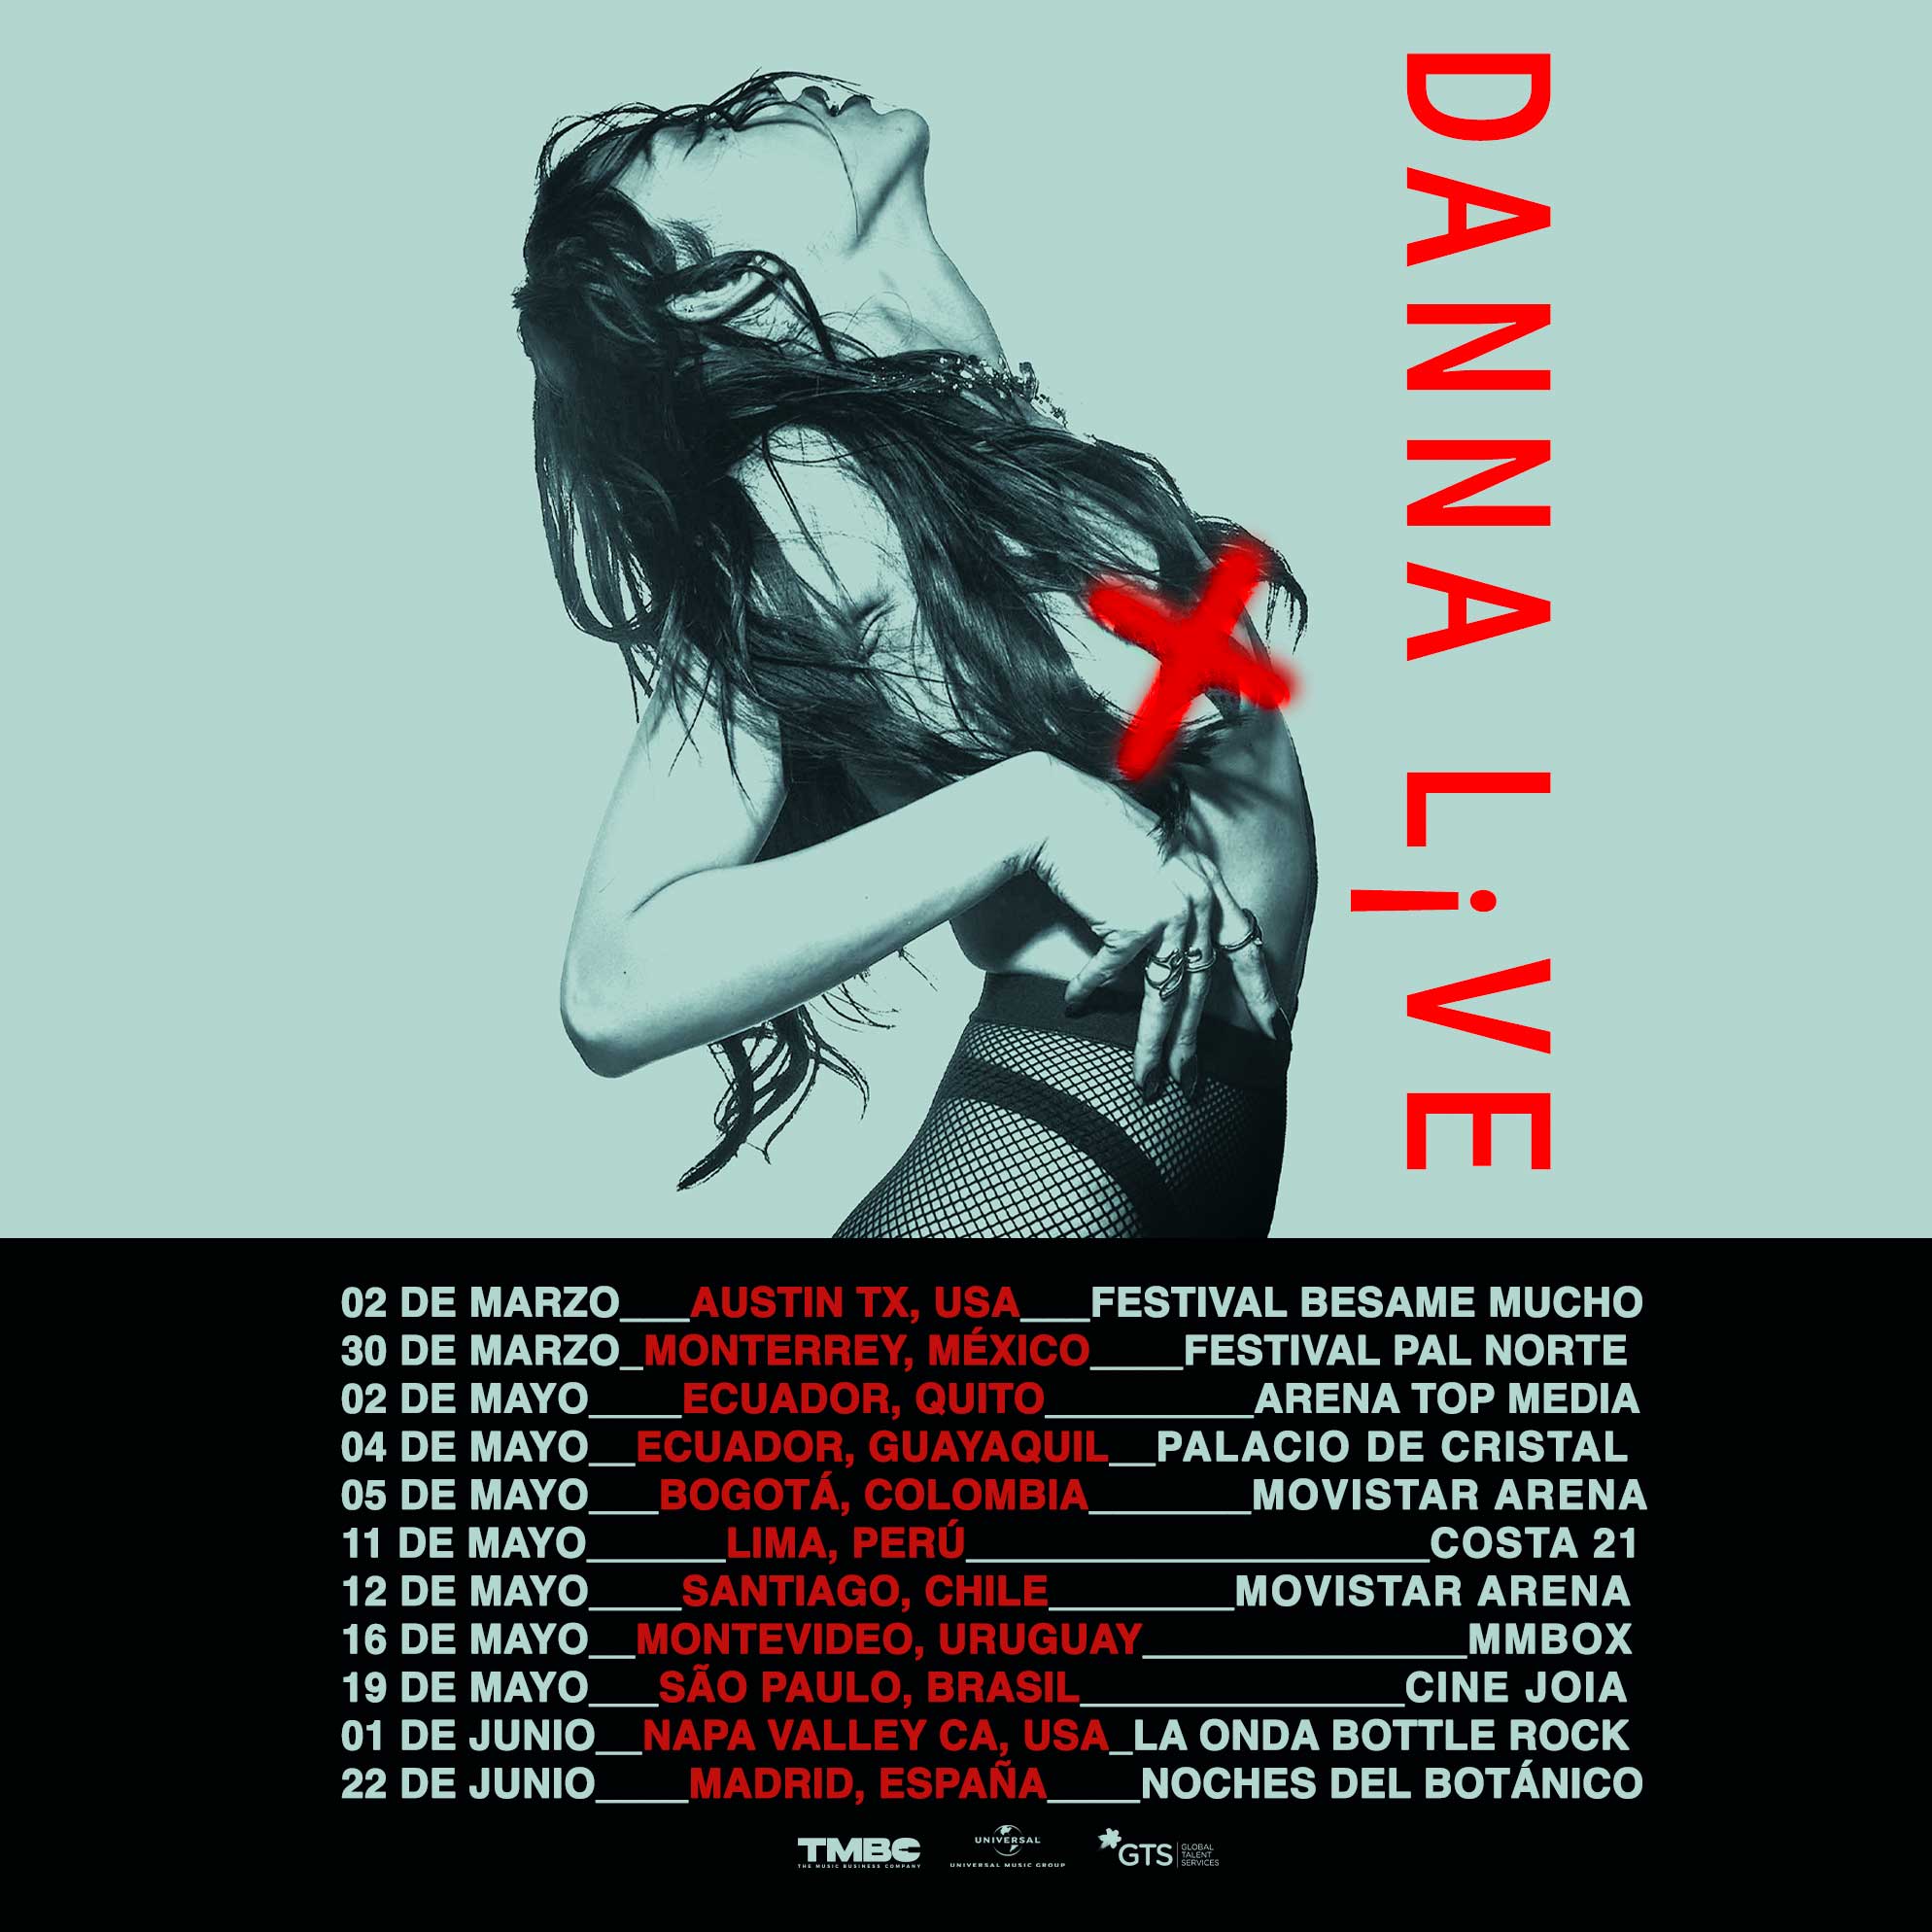 DANNA L¡VE
02 DE MARZO___AUSTIN TX, USA___FESTIVAL BESAME MUCHO
30 DE MARZO_MONTERREY, MÉXICO____FESTIVAL PAL NORTE
02 DE MAYO____ECUADOR, QUITO_________ARENA TOP MEDIA
04 DE MAYO__ECUADOR, GUAYAQUIL__PALACIO DE CRISTAL
05 DE MAYO___BOGOTÁ, COLOMBIA_______MOVISTAR ARENA
11 DE MAYO______LIMA, PERÚ____________________COSTA 21
12 DE MAYO____SANTIAGO, CHILE________MOVISTAR ARENA
16 DE MAYO__MONTEVIDEO, URUGUAY______________MMBOX
19 DE MAYO___SÃO PAULO, BRASIL______________CINE JOIA
01 DE JUNIO__NAPA VALLEY CA, USA_LA ONDA BOTTLE ROCK
22 DE JUNIO____MADRID, ESPAÑA____NOCHES DEL BOTÁNICO
TMBC
THE MUSIC BUSINESS COMPANY
UNIVERSAL
UNIVERSAL MUSIC GROUP
GTS
GLOBAL
TALENT
SERVICES